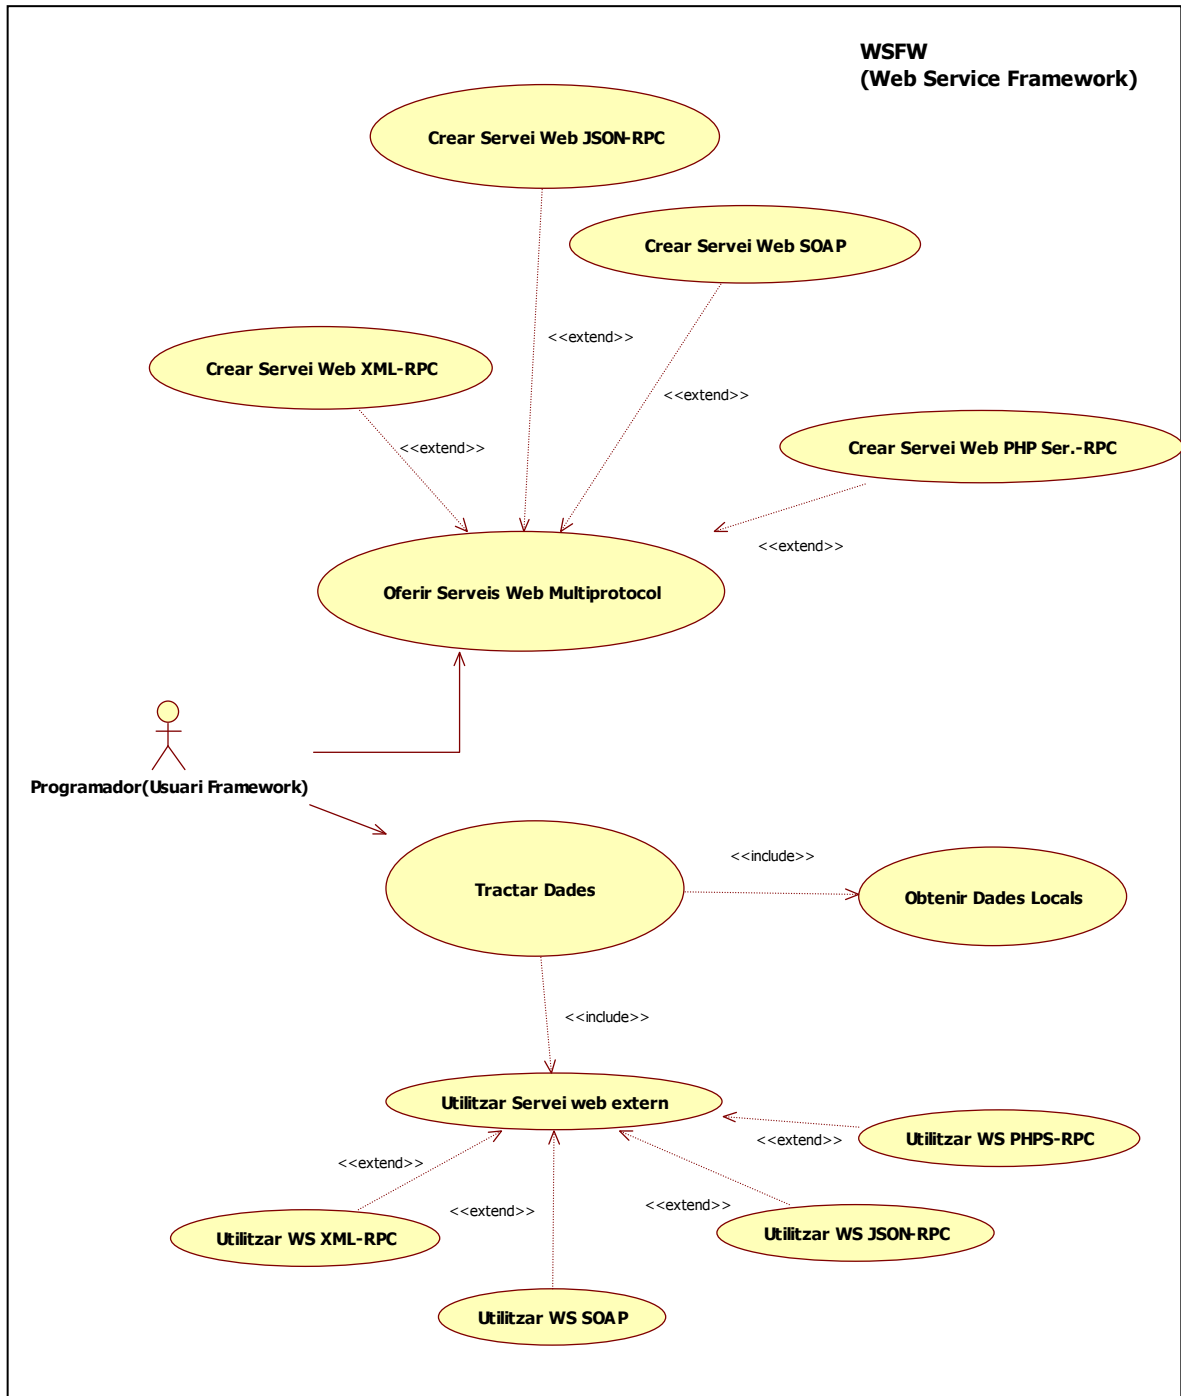 WSFW
(Web Service Framework)
Crear Servei Web JSON-RPC
Crear Servei Web SOAP
<<extend>>
Crear Servei Web XML-RPC
<<extend>>
<<extend>>
Crear Servei Web PHP Ser.-RPC
<<extend>>
Oferir Serveis Web Multiprotocol
Programador(Usuari Framework)
<<include>>
Tractar Dades
Obtenir Dades Locals
<<include>>
Utilitzar Servei web extern
<<extend>>
Utilitzar WS PHPS-RPC
<<extend>>
<<extend>>
<<extend>>
Utilitzar WS XML-RPC
Utilitzar WS JSON-RPC
Utilitzar WS SOAP